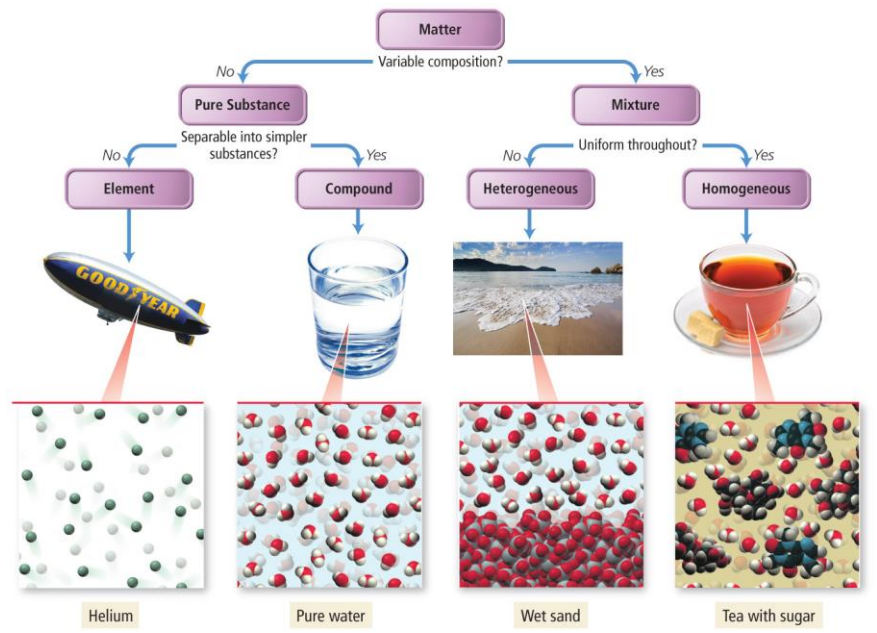 Matter
Variable composition?
No
Yes
Pure Substance
Mixture
Separable into simpler
substances?
No
Yes
Uniform throughout?
No
Yes
Element
Compound
Heterogeneous
Homogeneous
GOODYEAR
Helium
Pure water
Wet sand
Tea with sugar